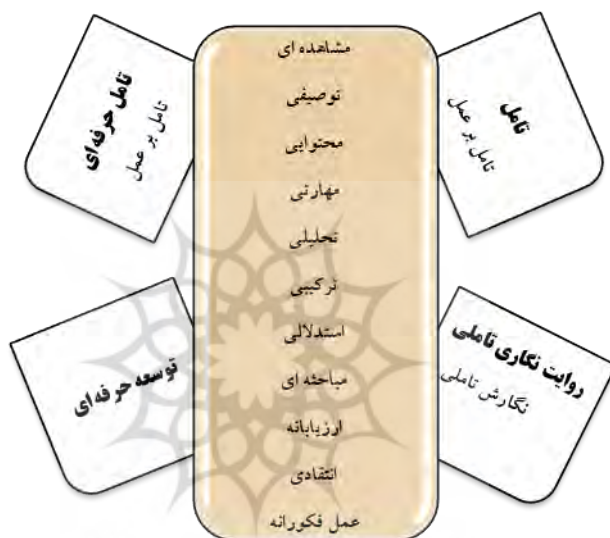 تامل
تامل بر عمل
تامل حرفه‌ای
تامل بر عمل
مشاهده ای
توصیفی
محتوایی
مهارتی
تحلیلی
ترکیبی
استدلالی
مباحثه ای
ارزیابانه
انتقادی
عمل فکورانه
روایت نگاری تاملی
نگارش تاملی
توسعه حرفه‌ای